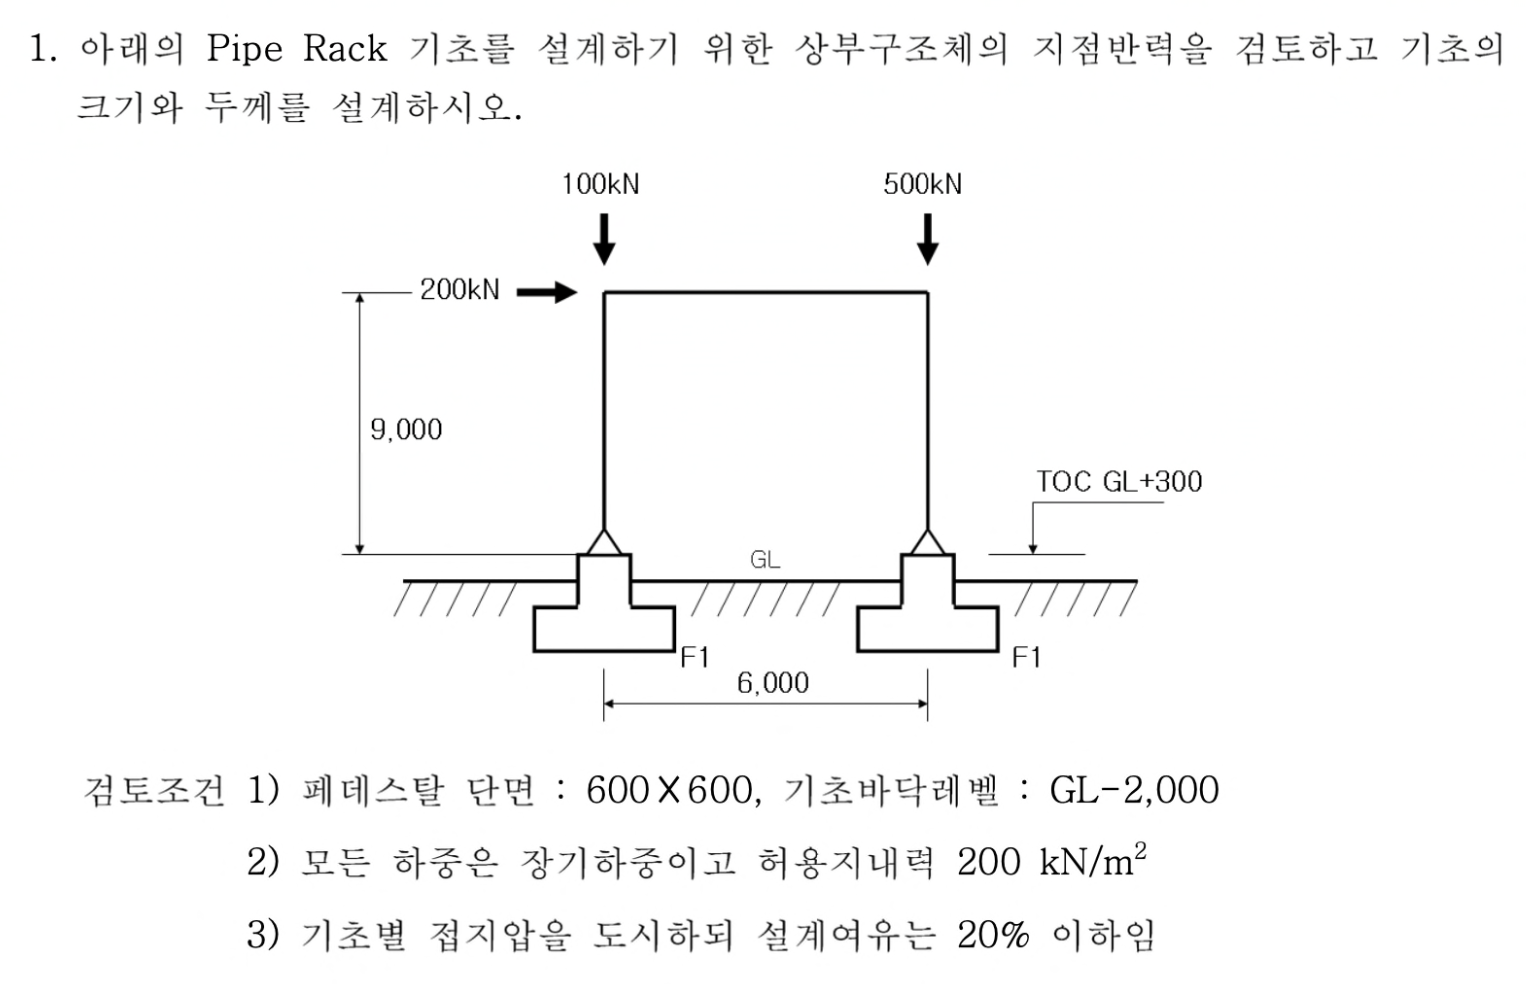 1. 아래의 Pipe Rack 기초를 설계하기 위한 상부구조체의 지점반력을 검토하고 기초의
크기와 두께를 설계하시오.
100kN
500kN
200kN
9,000
TOC GL+300
GL
F1
F1
6,000
검토조건 1) 페데스탈 단면 : 600X600, 기초바닥레벨 : GL-2,000
2) 모든 하중은 장기하중이고 허용지내력 200 kN/m²
3) 기초별 접지압을 도시하되 설계여유는 20% 이하임